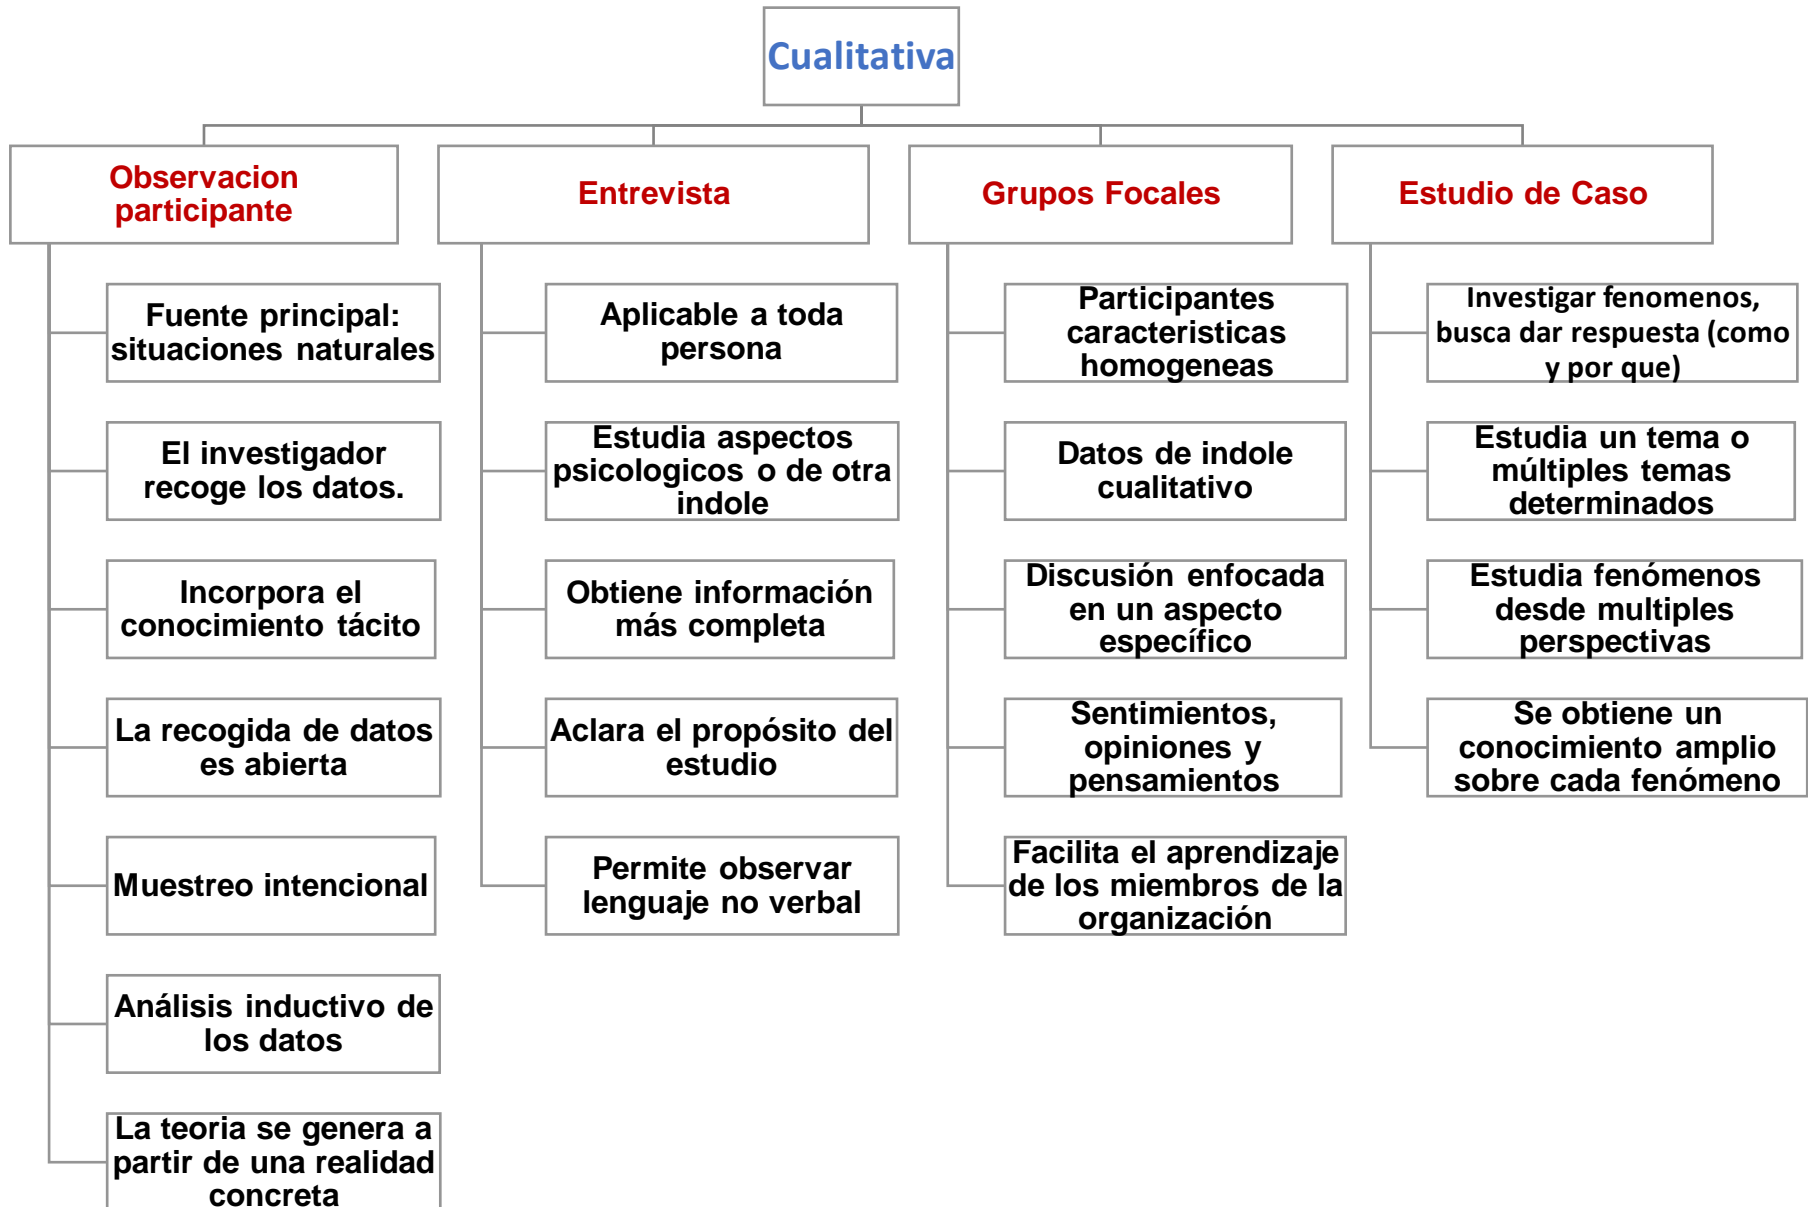 Cualitativa
Observacion
participante
Fuente principal:
situaciones naturales
El investigador
recoge los datos.
Incorpora el
conocimiento tácito
La recogida de datos
es abierta
Muestreo intencional
Análisis inductivo de
los datos
La teoria se genera a
partir de una realidad
concreta
Entrevista
Aplicable a toda
persona
Estudia aspectos
psicologicos o de otra
indole
Obtiene información
más completa
Aclara el propósito del
estudio
Permite observar
lenguaje no verbal
Grupos Focales
Participantes
caracteristicas
homogeneas
Datos de indole
cualitativo
Discusión enfocada
en un aspecto
específico
Sentimientos,
opiniones y
pensamientos
Facilita el aprendizaje
de los miembros de la
organización
Estudio de Caso
Investigar fenomenos,
busca dar respuesta (como
y por que)
Estudia un tema o
múltiples temas
determinados
Estudia fenómenos
desde multiples
perspectivas
Se obtiene un
conocimiento amplio
sobre cada fenómeno